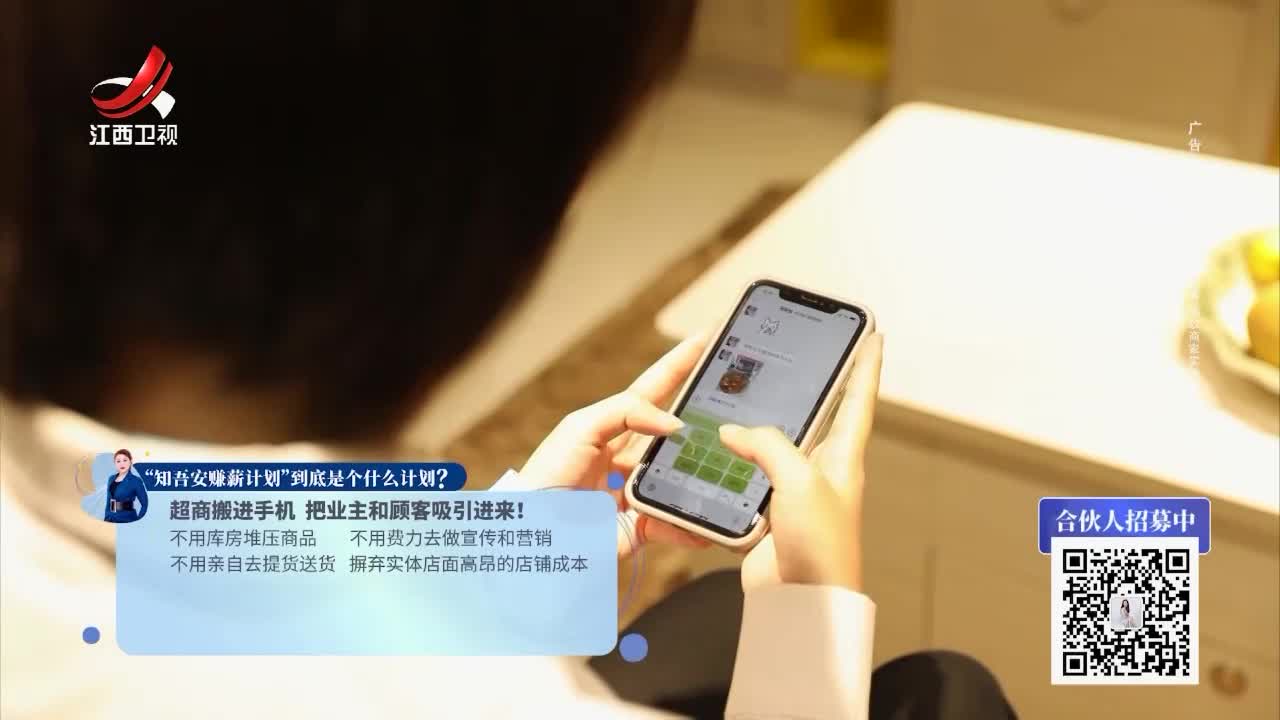 江西卫视
广告
“知吾安赚薪计划”到底是个什么计划?
超商搬进手机 把业主和顾客吸引进来!
不用库房堆压商品 不用费力去做宣传和营销
不用亲自去提货送货 摒弃实体店面高昂的店铺成本
合伙人招募中